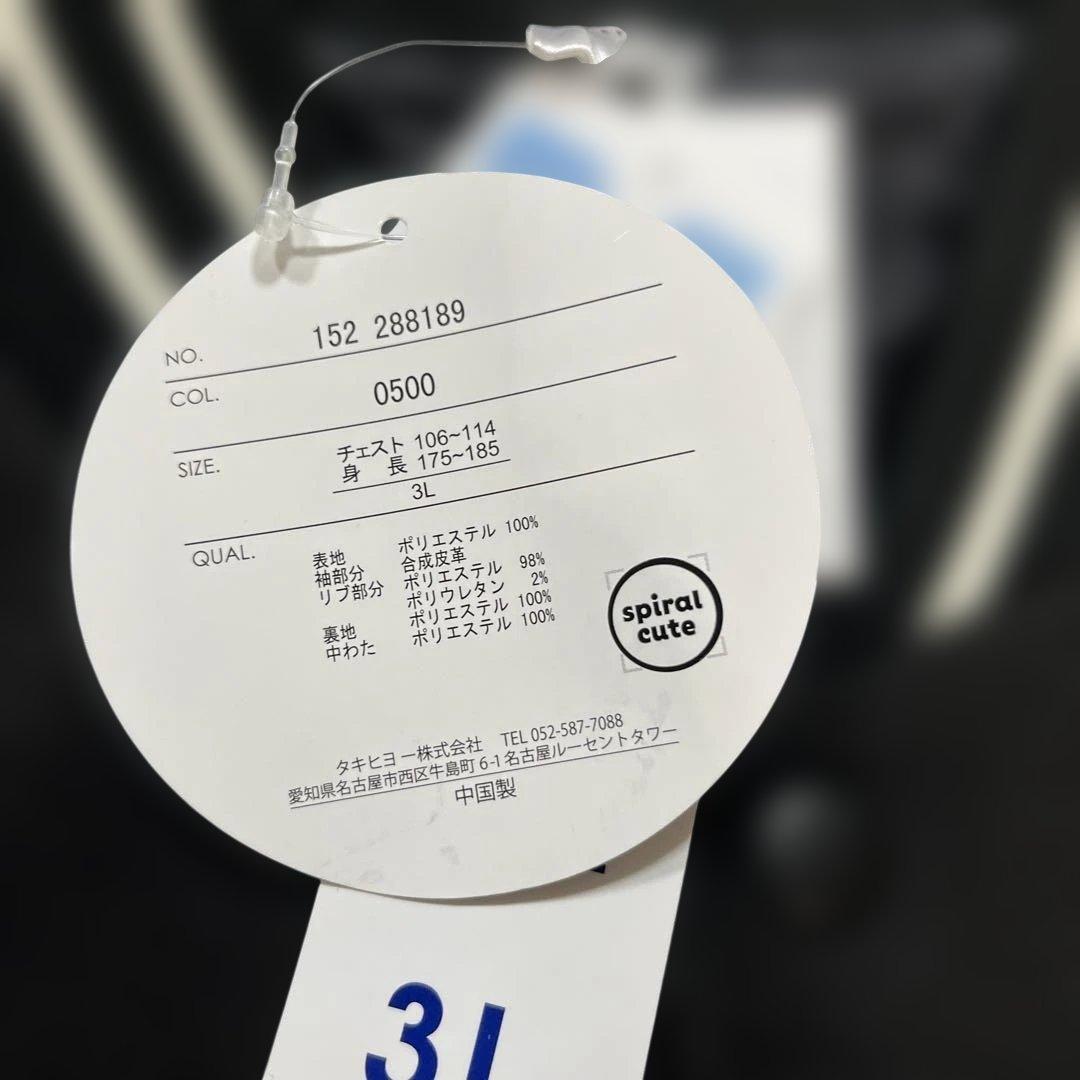 NO. 152 288189
COL. 0500
SIZE. チェスト 106~114
身 長 175~185
3L
QUAL. 表地 ポリエステル 100%
袖部分 合成皮革
リブ部分 ポリエステル 98%
ポリウレタン 2%
裏地 ポリエステル 100%
中わた ポリエステル 100%
spiral
cute
タキヒヨー株式会社 TEL 052-587-7088
愛知県名古屋市西区牛島町 6-1 名古屋ルーセントタワー
中国製
3L